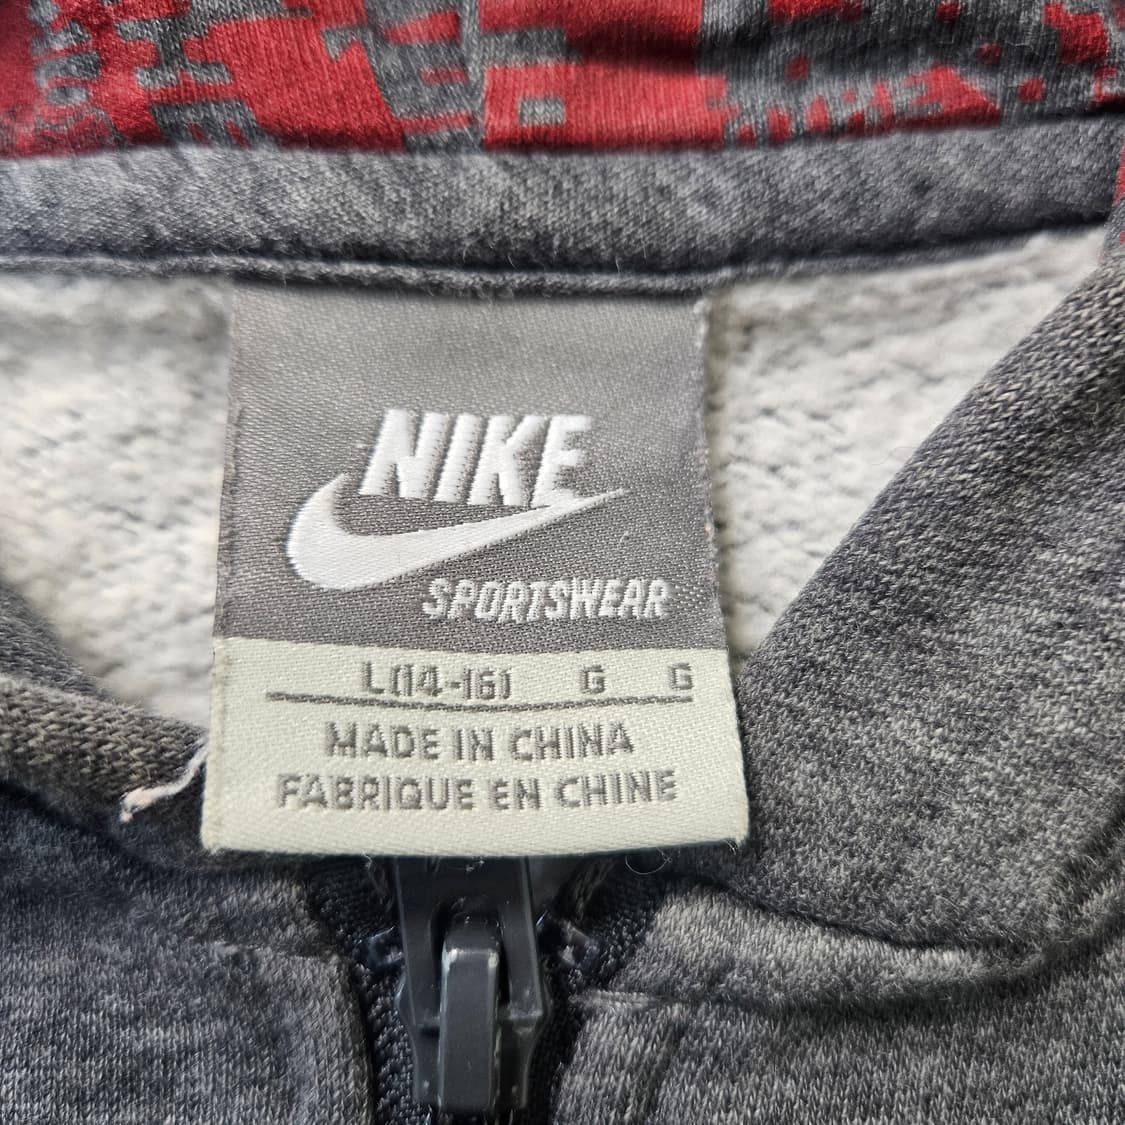 NIKE
SPORTSWEAR
L(14-16) G G
MADE IN CHINA
FABRIQUE EN CHINE